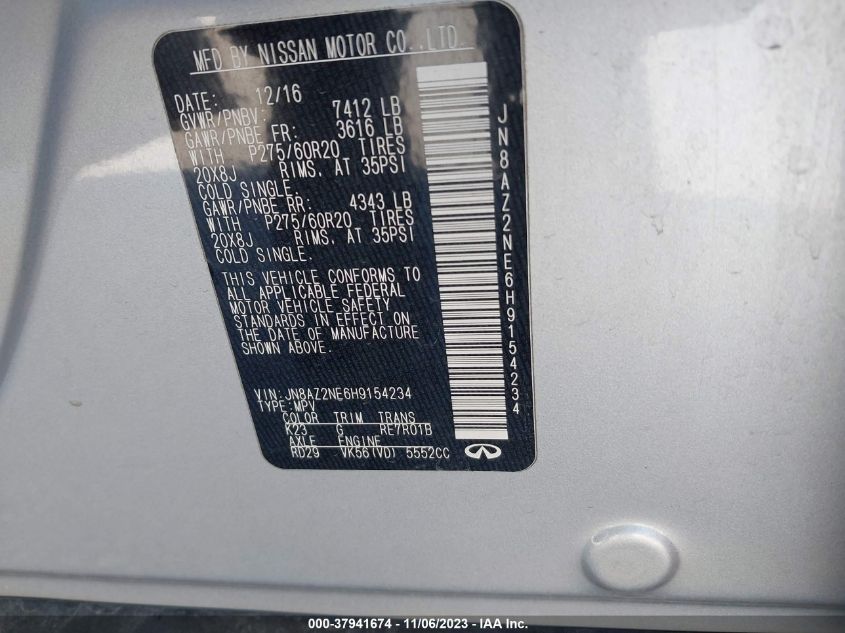 MFD BY NISSAN MOTOR CO.,LTD.
DATE: 12/16
GVWR/PNBV: 7412 LB
GAWR/PNBE FR: 3616 LB
WITH P275/60R20 TIRES
20X8J RIMS, AT 35PSI
COLD SINGLE.
GAWR/PNBE RR: 4343 LB
WITH P275/60R20 TIRES
20X8J RIMS, AT 35PSI
COLD SINGLE.
THIS VEHICLE CONFORMS TO
ALL APPLICABLE FEDERAL
MOTOR VEHICLE SAFETY
STANDARDS IN EFFECT ON
THE DATE OF MANUFACTURE
SHOWN ABOVE.
VIN:JN8AZ2NE6H9154234
TYPE:MPV
COLOR TRIM TRANS
K23 G RE7R01B
AXLE ENGINE
RD29 VK56(VD) 5552CC
JN8AZ2NE6H9154234
000-37941674 - 11/06/2023 - IAA Inc.